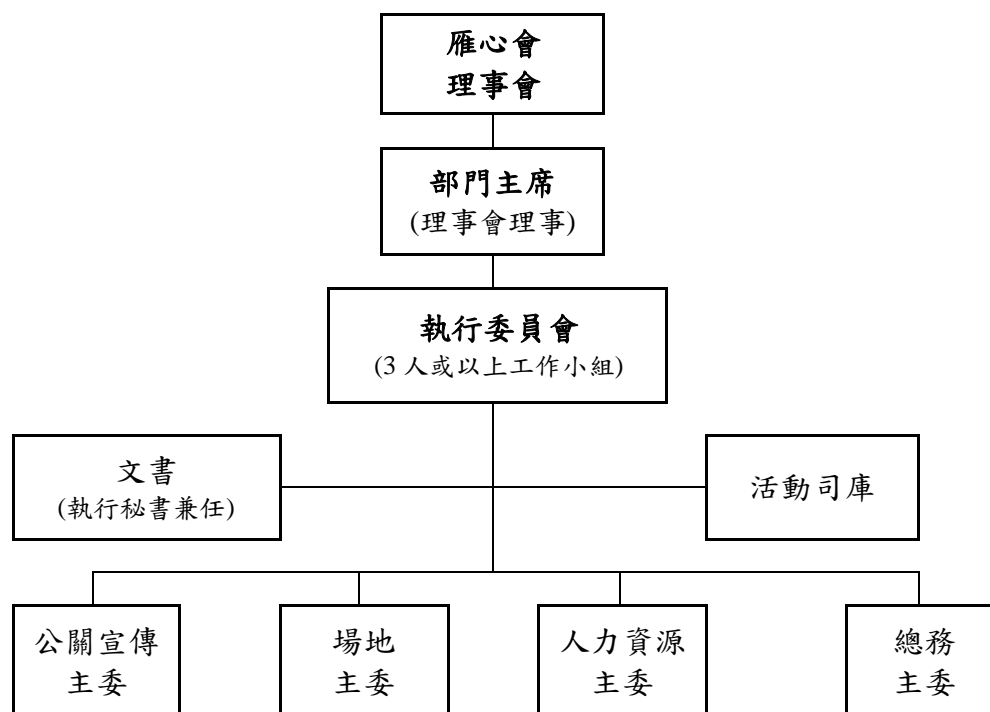 雁心會
理事會
部門主席
(理事會理事)
執行委員會
(3 人或以上工作小組)
文書
(執行秘書兼任)
活動司庫
公關宣傳
主委
場地
主委
人力資源
主委
總務
主委